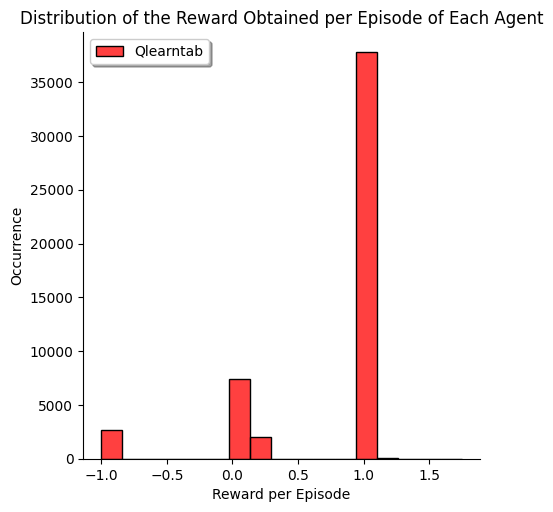 Distribution of the Reward Obtained per Episode of Each Agent
Qlearntab
35000
30000
25000
20000
15000
10000
5000
0
Occurrence
−1.0 −0.5 0.0 0.5 1.0 1.5
Reward per Episode